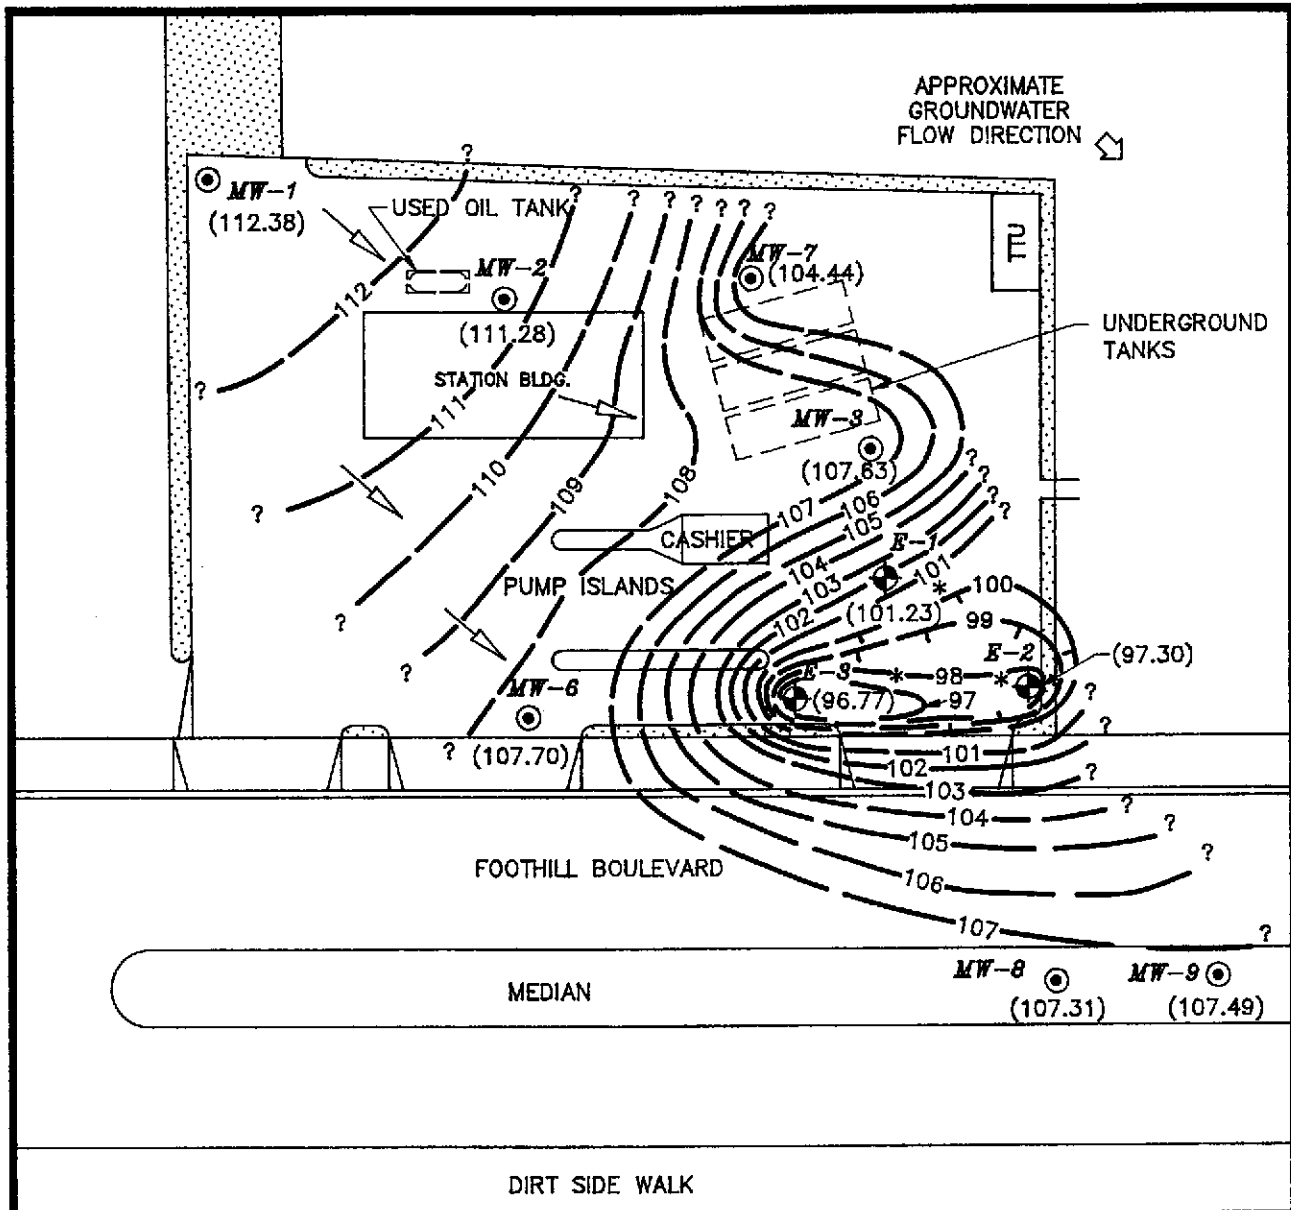 APPROXIMATE
GROUNDWATER
FLOW DIRECTION
?
MW-1
(112.38)
USED OIL TANK
? ? ? ? ? ? ?
MW-2
(111.28)
MW-7
(104.44)
112
?
STATION BLDG.
UNDERGROUND
TANKS
MW-3
(107.63)
111
110
109
108
107
106
105
104
103
102
101
100
99
98
97
?
?
?
?
?
?
?
?
?
CASHIER
PUMP ISLANDS
E-1
(101.23)
*
E-2
(97.30)
E-3
(96.77)
*
*
MW-6
(107.70)
?
?
101
102
103
?
104
?
105
?
106
?
107
?
FOOTHILL BOULEVARD
MW-8
(107.31)
MW-9
(107.49)
MEDIAN
DIRT SIDE WALK